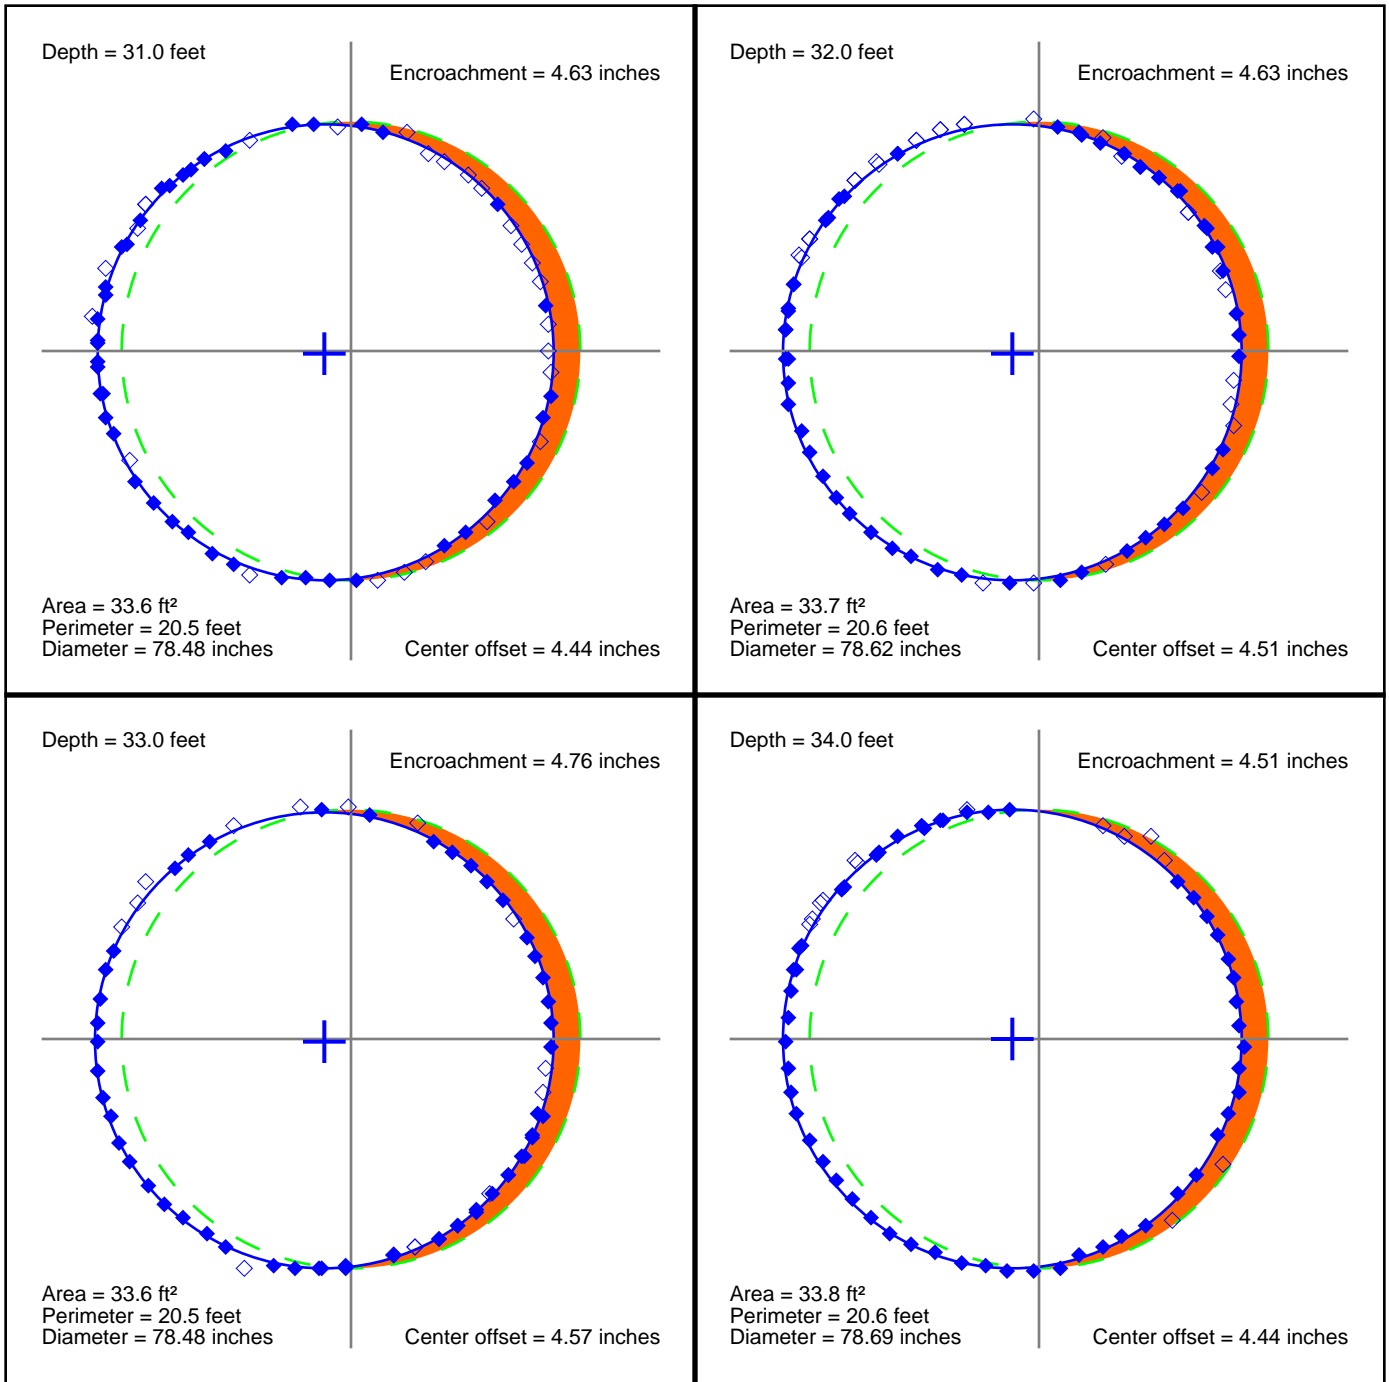 Depth = 31.0 feet
Encroachment = 4.63 inches
Area = 33.6 ft²
Perimeter = 20.5 feet
Diameter = 78.48 inches
Center offset = 4.44 inches
Depth = 32.0 feet
Encroachment = 4.63 inches
Area = 33.7 ft²
Perimeter = 20.6 feet
Diameter = 78.62 inches
Center offset = 4.51 inches
Depth = 33.0 feet
Encroachment = 4.76 inches
Area = 33.6 ft²
Perimeter = 20.5 feet
Diameter = 78.48 inches
Center offset = 4.57 inches
Depth = 34.0 feet
Encroachment = 4.51 inches
Area = 33.8 ft²
Perimeter = 20.6 feet
Diameter = 78.69 inches
Center offset = 4.44 inches